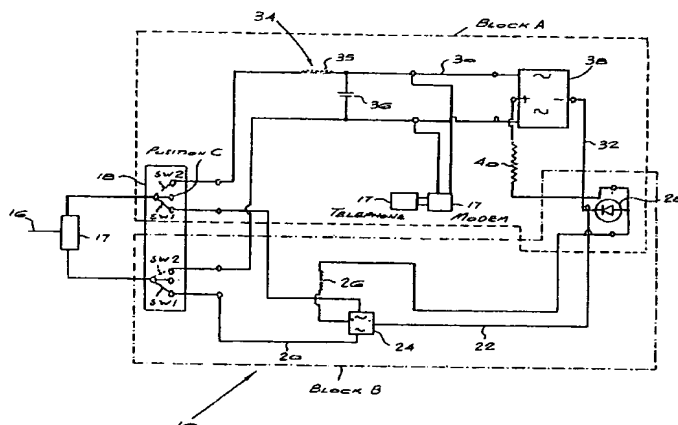 BLOCK A
34
35
30
38
36
+
-
~
~
32
40
POSITION C
18
SW2
SW1
16
17
17
17
TELEPHONE
MODEM
SW2
SW1
26
~
~
24
22
20
BLOCK B